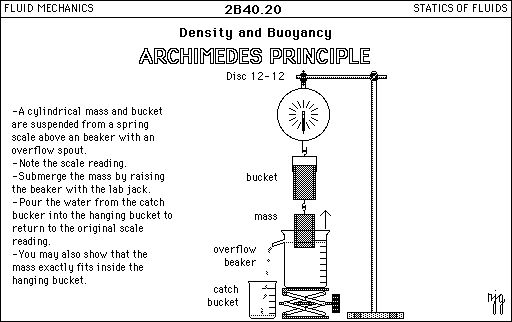 FLUID MECHANICS
2B40.20
STATICS OF FLUIDS
Density and Buoyancy
ARCHIMEDES PRINCIPLE
Disc 12-12
-A cylindrical mass and bucket
are suspended from a spring
scale above an beaker with an
overflow spout.
-Note the scale reading.
-Submerge the mass by raising
the beaker with the lab jack.
-Pour the water from the catch
bucker into the hanging bucket to
return to the original scale
reading.
-You may also show that the
mass exactly fits inside the
hanging bucket.
bucket
mass
overflow
beaker
catch
bucket